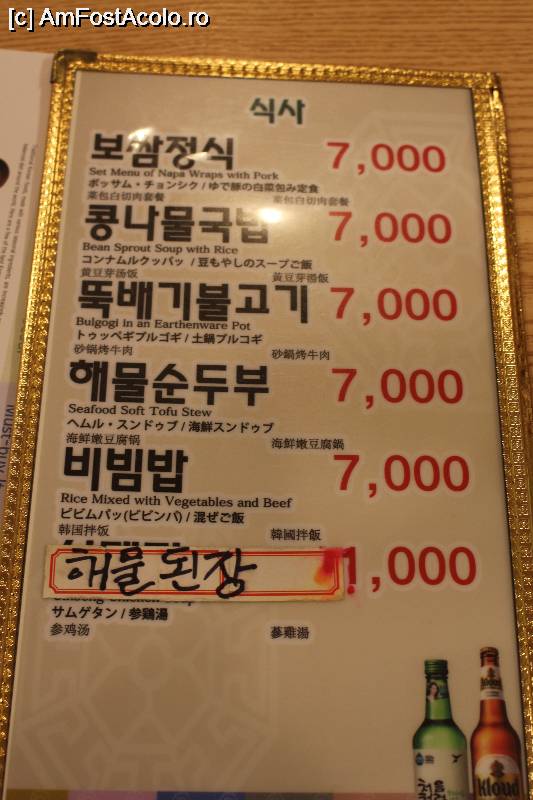 [c] AmFostAcolo.ro
식사
보쌈정식 7,000
Set Menu of Napa Wraps with Pork
ボッサム・チョンシク / ゆで豚の白菜包み定食
菜包白切肉套餐 菜包白切肉套餐
콩나물국밥 7,000
Bean Sprout Soup with Rice
コンナムルクッパッ / 豆もやしのスープご飯
黄豆芽汤饭 黃豆芽湯飯
뚝배기불고기 7,000
Bulgogi in an Earthenware Pot
トゥッペギプルゴギ / 土鍋プルコギ
砂锅烤牛肉 砂鍋烤牛肉
해물순두부 7,000
Seafood Soft Tofu Stew
ヘムル・スンドゥブ / 海鮮スンドゥブ
海鲜嫩豆腐锅 海鮮嫩豆腐鍋
비빔밥 7,000
Rice Mixed with Vegetables and Beef
ビビムパッ(ビビンバ) / 混ぜご飯
韩国拌饭 韓國拌飯
해물된장 1,000
サムゲタン / 参鶏湯
参鸡汤 蔘雞湯
kloud